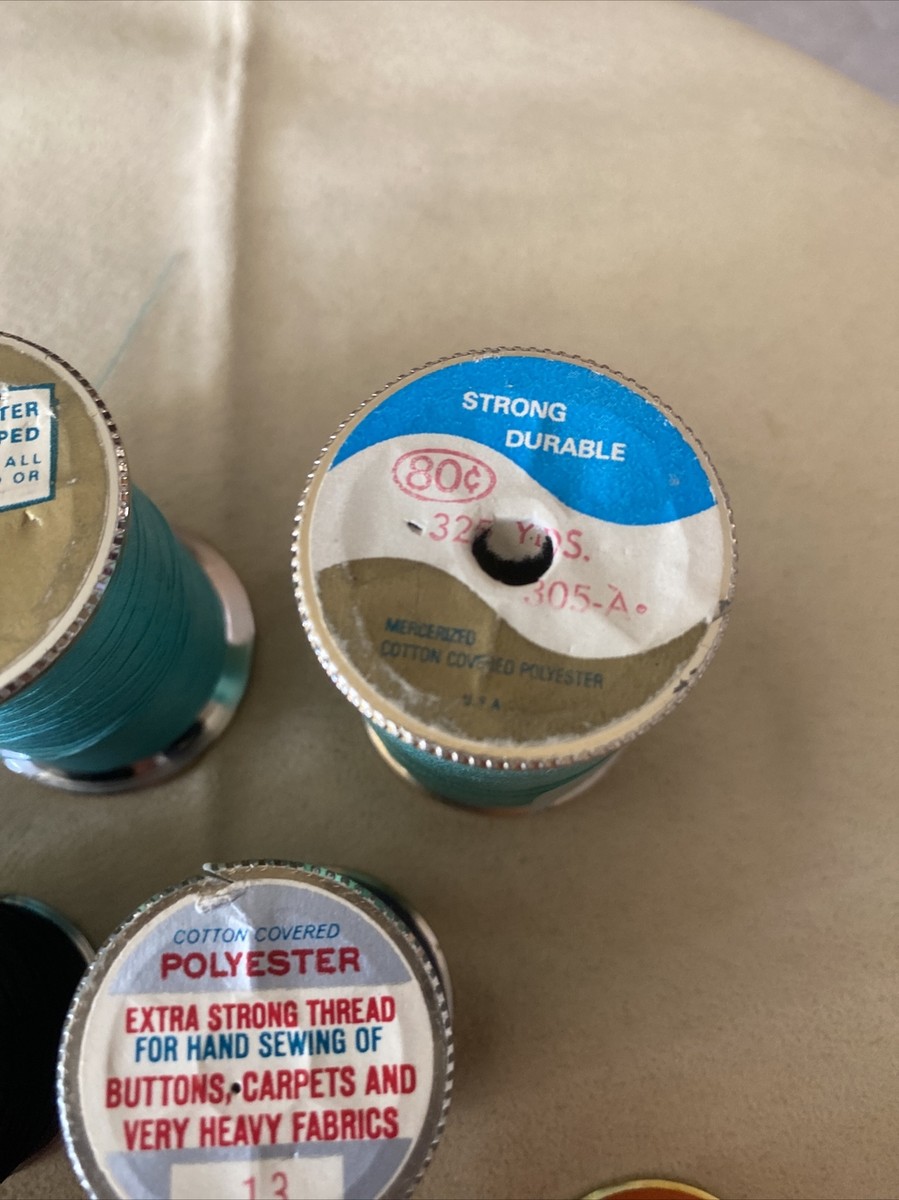 TER
PED
ALL
OR
STRONG
DURABLE
80¢
325 YDS.
305-A
MERCERIZED
COTTON COVERED POLYESTER
U.S.A.
COTTON COVERED
POLYESTER
EXTRA STRONG THREAD
FOR HAND SEWING OF
BUTTONS, CARPETS AND
VERY HEAVY FABRICS
13